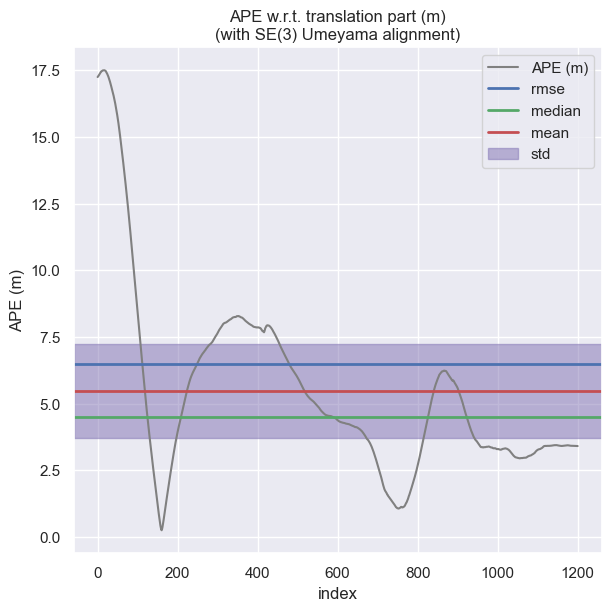 APE w.r.t. translation part (m)
(with SE(3) Umeyama alignment)
APE (m)
rmse
median
mean
std
17.5
15.0
12.5
10.0
7.5
5.0
2.5
0.0
APE (m)
0 200 400 600 800 1000 1200
index